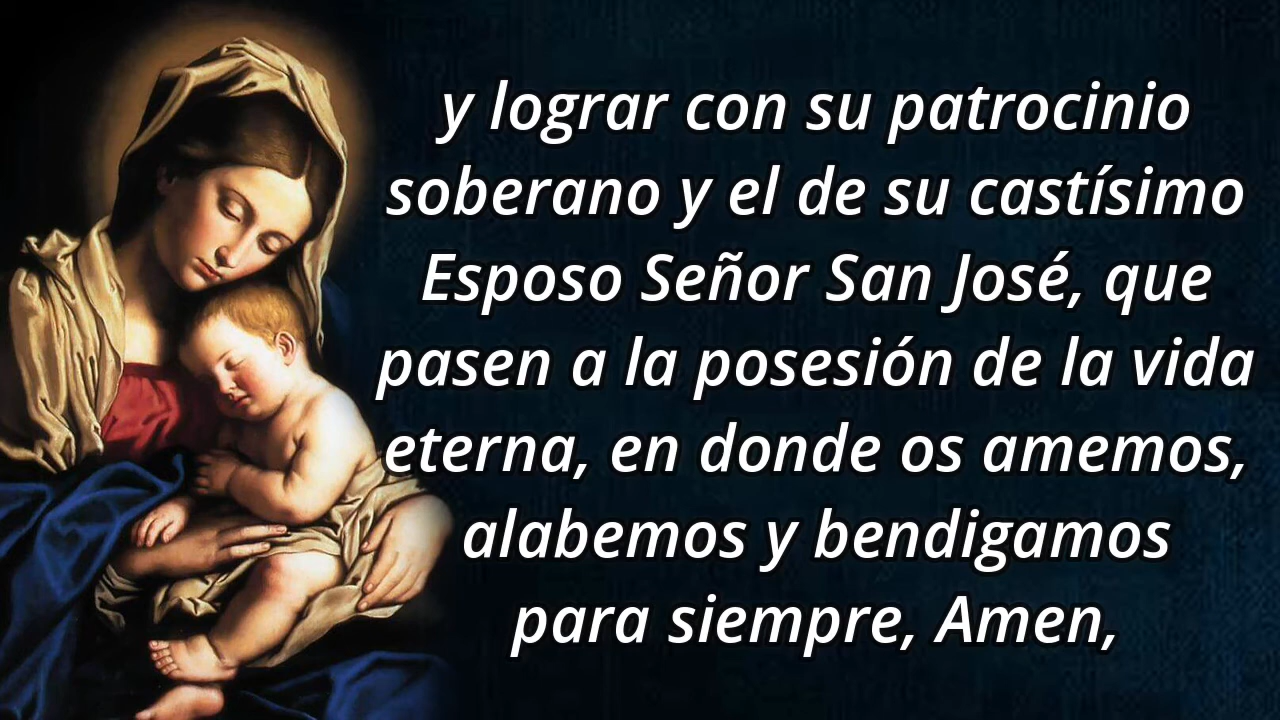 y lograr con su patrocinio
soberano y el de su castísimo
Esposo Señor San José, que
pasen a la posesión de la vida
eterna, en donde os amemos,
alabemos y bendigamos
para siempre, Amen,